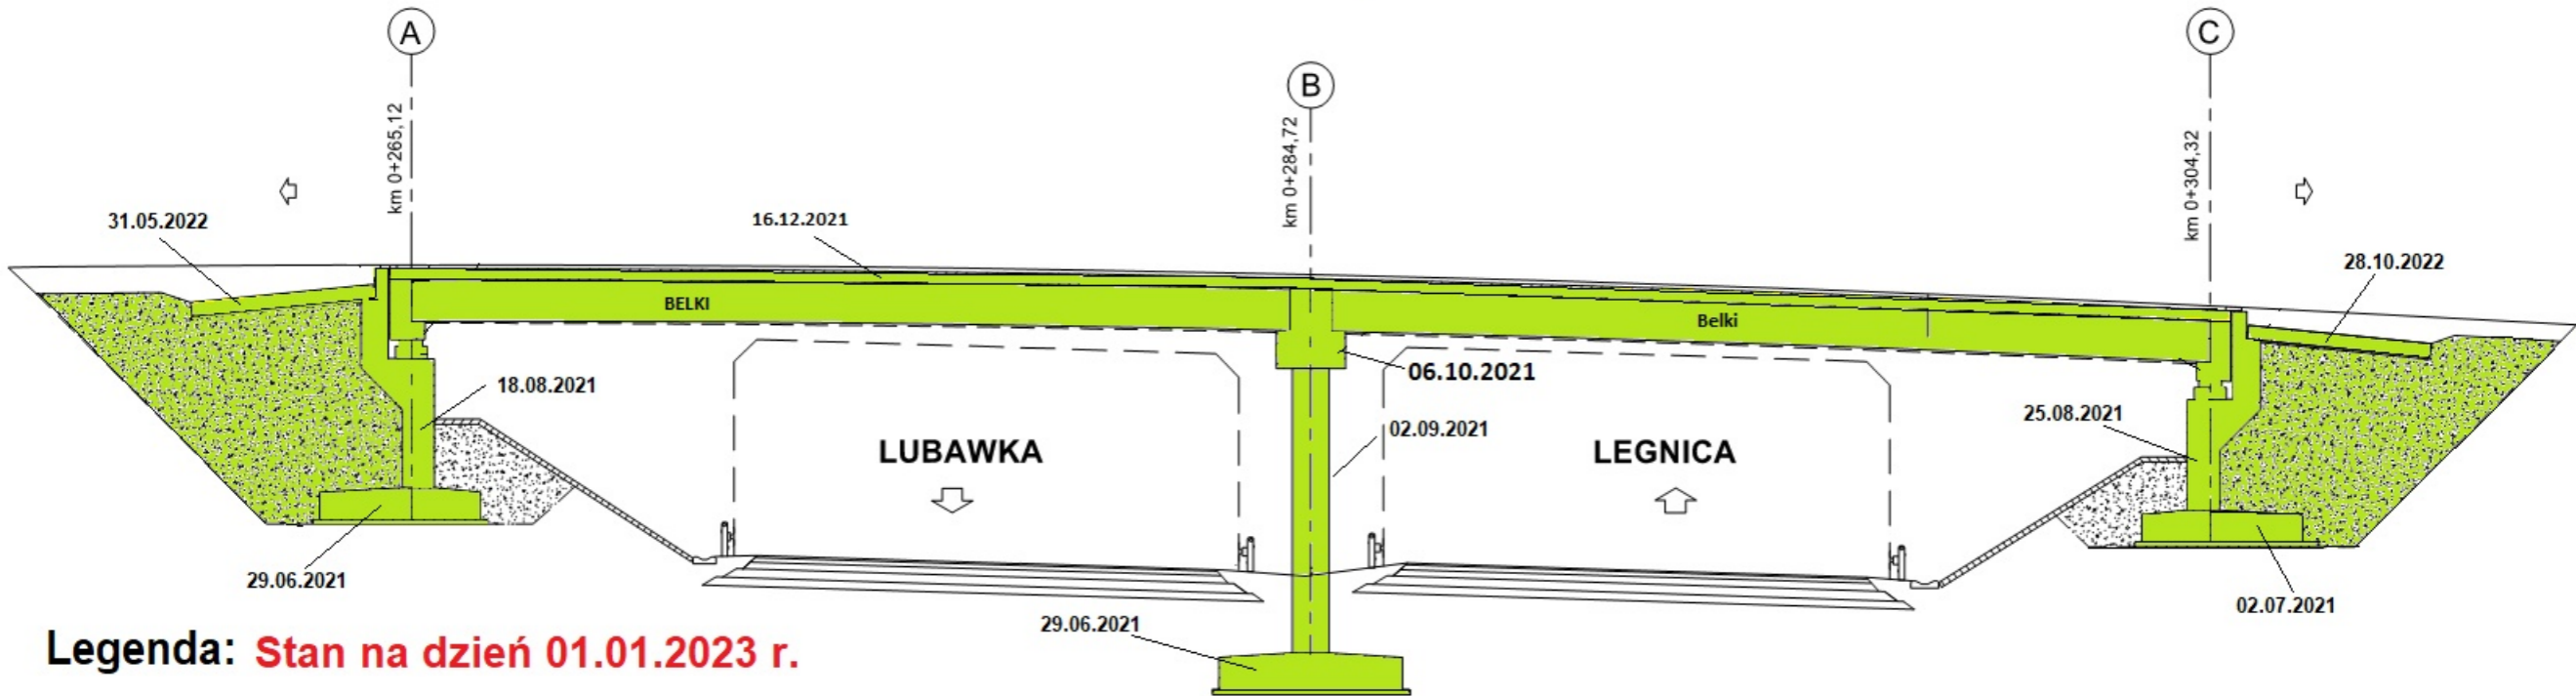 A
B
C
km 0+265,12
km 0+284,72
km 0+304,32
31.05.2022
16.12.2021
28.10.2022
BELKI
Belki
18.08.2021
06.10.2021
02.09.2021
25.08.2021
LUBAWKA
LEGNICA
29.06.2021
29.06.2021
02.07.2021
Legenda: Stan na dzień 01.01.2023 r.